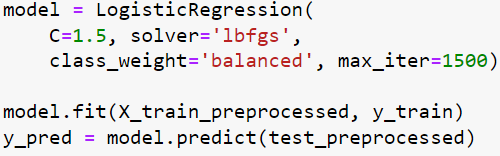 model = LogisticRegression(
    C=1.5, solver='lbfgs',
    class_weight='balanced', max_iter=1500)

model.fit(X_train_preprocessed, y_train)
y_pred = model.predict(test_preprocessed)